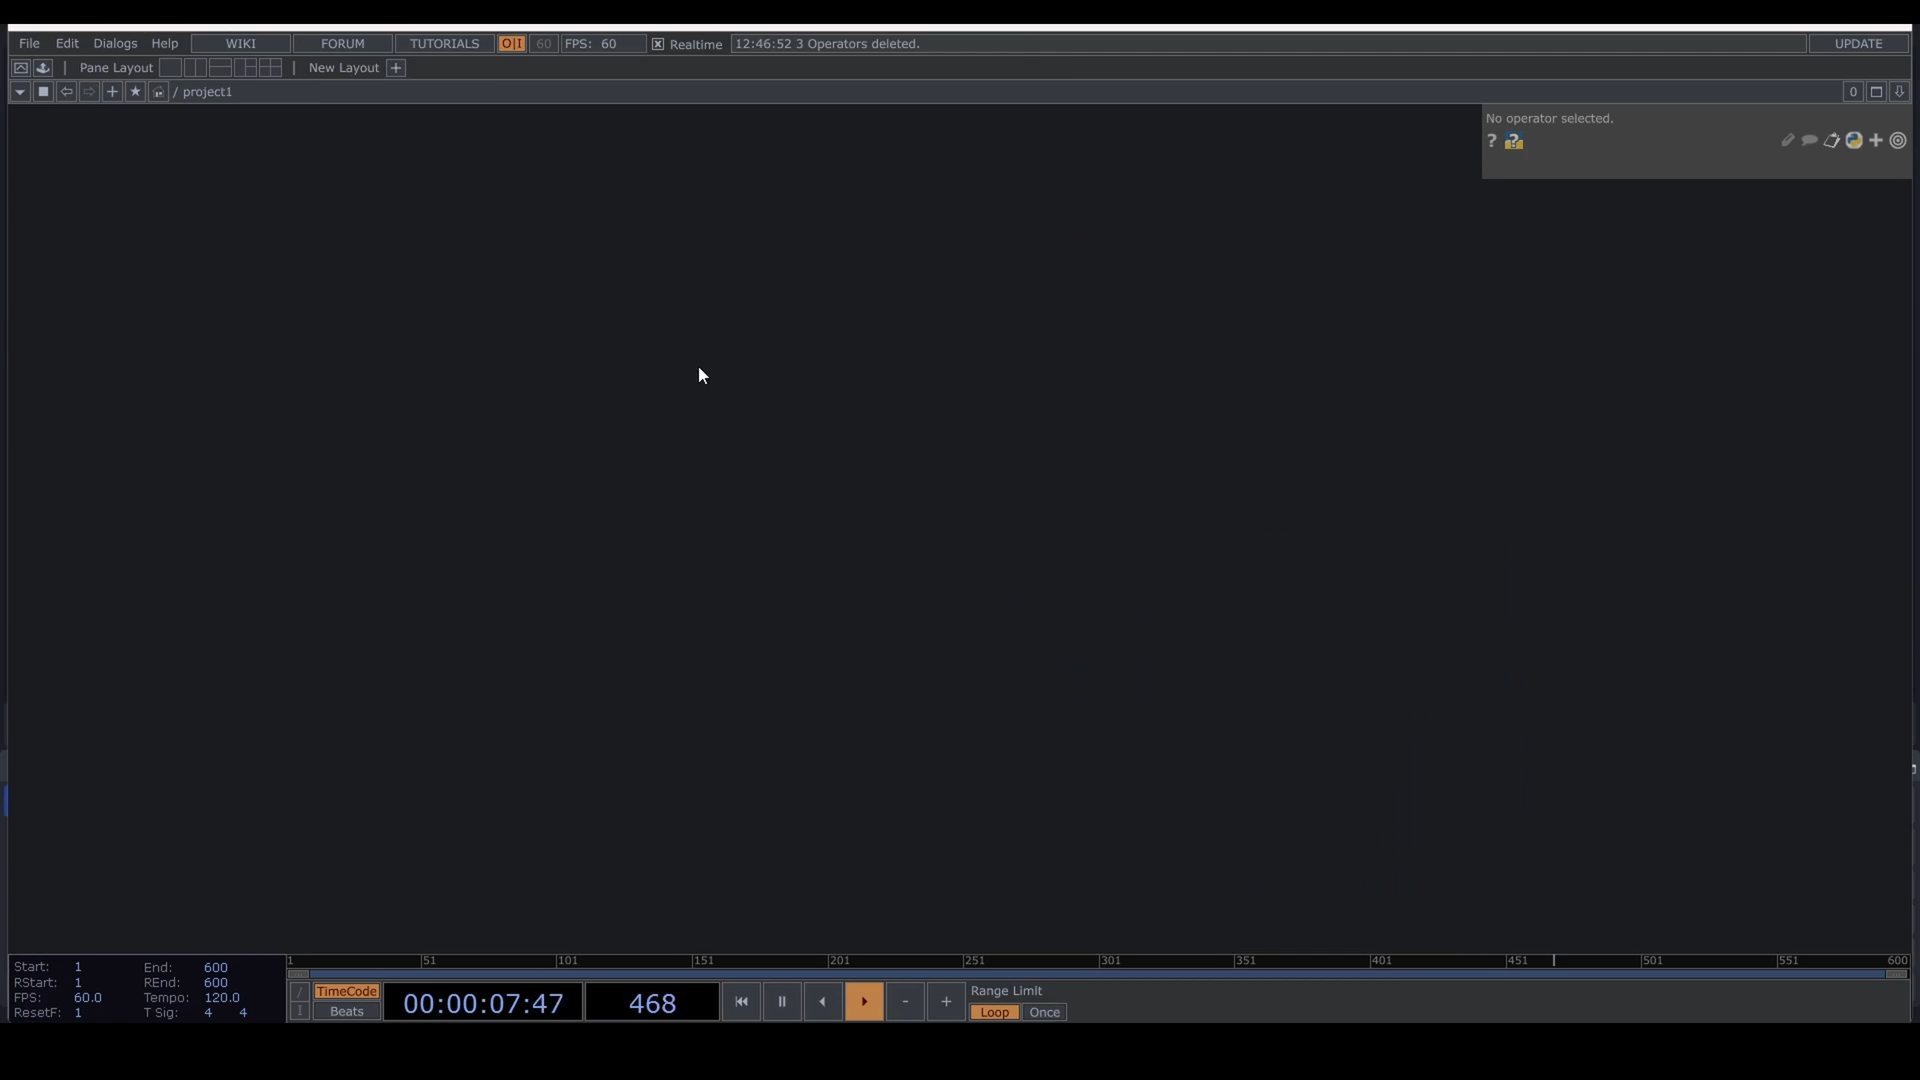 File Edit Dialogs Help WIKI FORUM TUTORIALS O|I 60 FPS: 60 Realtime 12:46:52 3 Operators deleted. UPDATE
Pane Layout New Layout +
/ project1 0
No operator selected.
? ?
1 51 101 151 201 251 301 351 401 451 501 551 600
Start: 1 End: 600
RStart: 1 REnd: 600
FPS: 60.0 Tempo: 120.0
ResetF: 1 T Sig: 4 4
/ I
TimeCode
Beats
00:00:07:47 468
- +
Range Limit
Loop Once